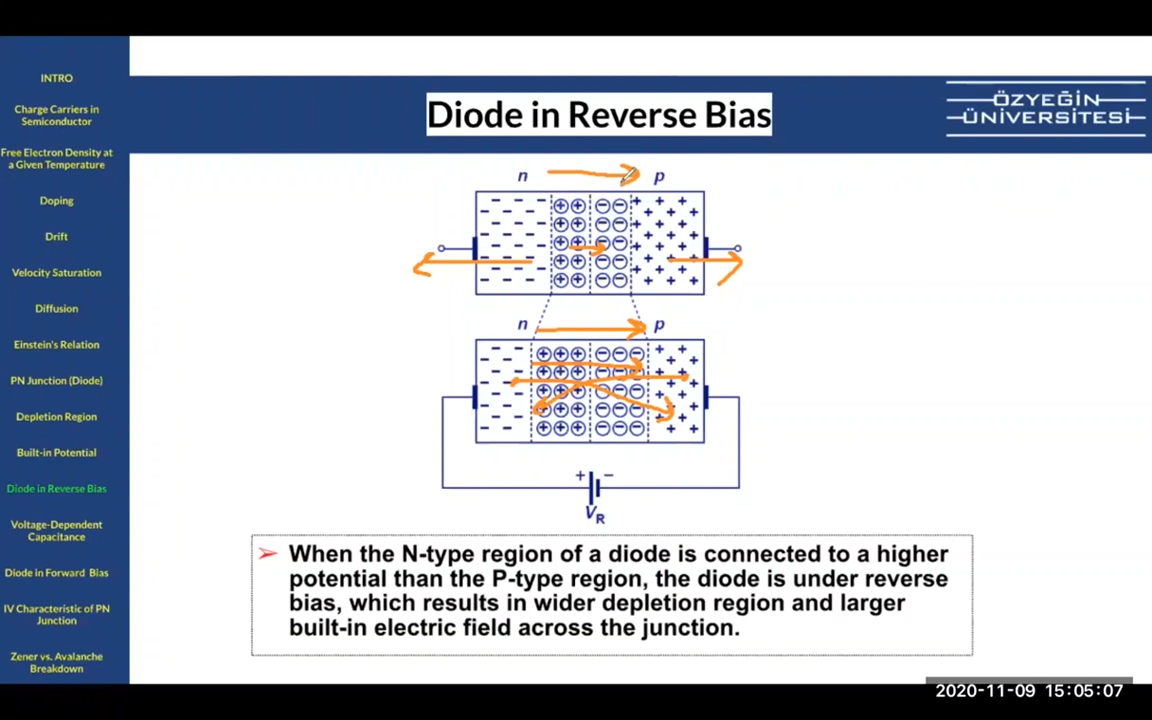 INTRO
Charge Carriers in
Semiconductor
Free Electron Density at
a Given Temperature
Doping
Drift
Velocity Saturation
Diffusion
Einstein's Relation
PN Junction (Diode)
Depletion Region
Built-in Potential
Diode in Reverse Bias
Voltage-Dependent
Capacitance
Diode in Forward Bias
IV Characteristic of PN
Junction
Zener vs. Avalanche
Breakdown
Diode in Reverse Bias
ÖZYEĞİN
ÜNİVERSİTESİ
n p
n p
+ −
VR
➢ When the N-type region of a diode is connected to a higher
potential than the P-type region, the diode is under reverse
bias, which results in wider depletion region and larger
built-in electric field across the junction.
2020-11-09 15:05:07